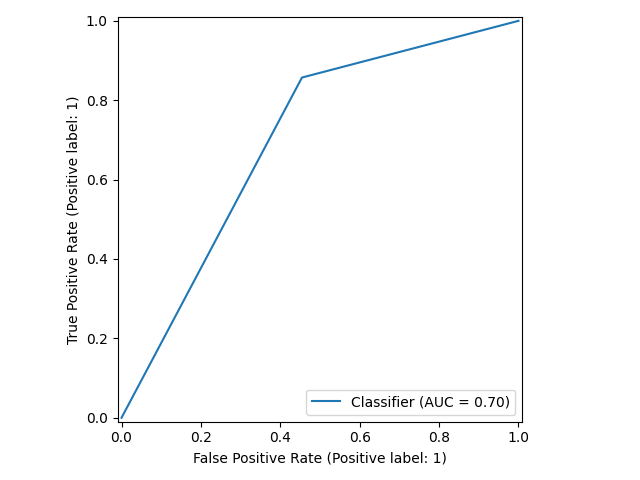 1.0
0.8
0.6
0.4
0.2
0.0
True Positive Rate (Positive label: 1)
Classifier (AUC = 0.70)
0.0 0.2 0.4 0.6 0.8 1.0
False Positive Rate (Positive label: 1)